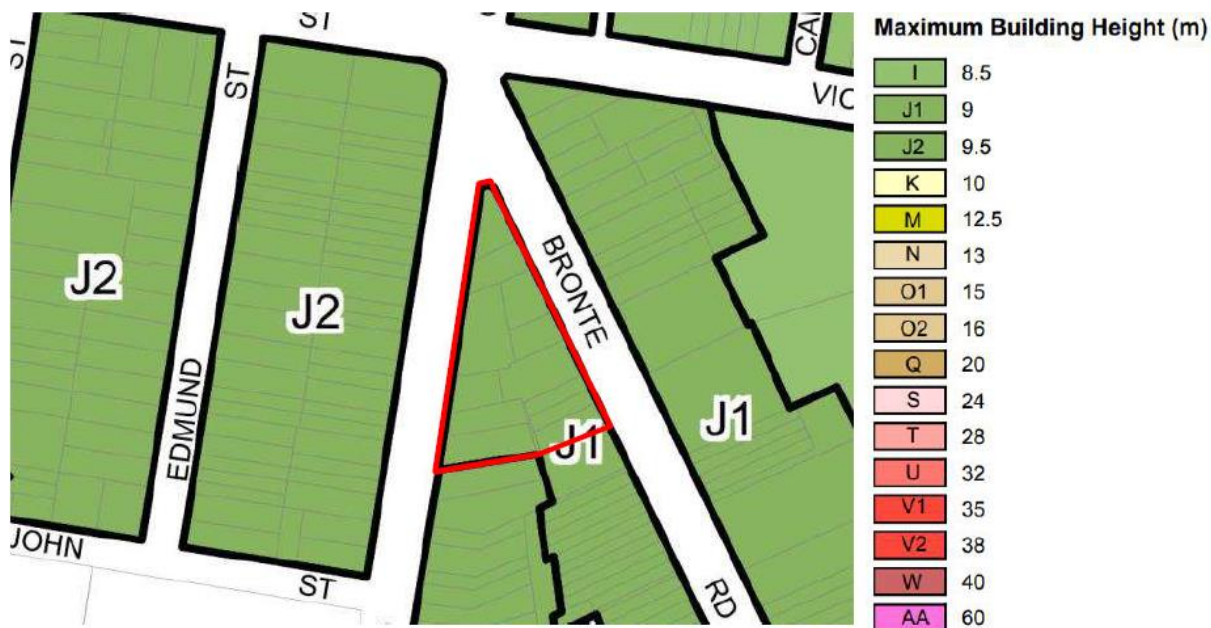 ST
ST
ST
VIC
J2
J2
BRONTE
J1
J1
EDMUND
JOHN
ST
RD
Maximum Building Height (m)
I 8.5
J1 9
J2 9.5
K 10
M 12.5
N 13
O1 15
O2 16
Q 20
S 24
T 28
U 32
V1 35
V2 38
W 40
AA 60